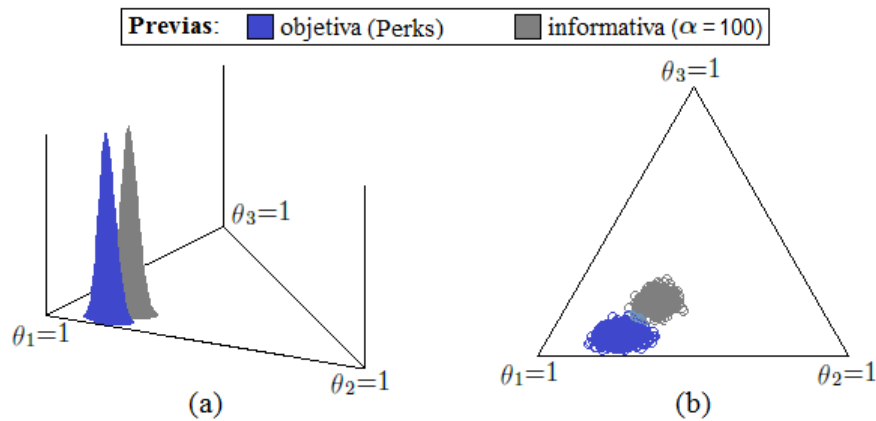 Previas: objetiva (Perks) informativa (α = 100)
θ3=1
θ3=1
θ1=1
θ2=1
θ1=1
θ2=1
(a)
(b)